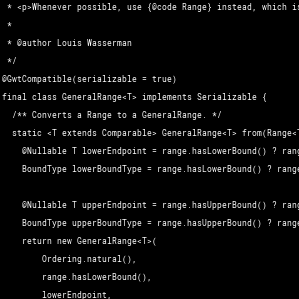 * <p>Whenever possible, use {@code Range} instead, which is
*
* @author Louis Wasserman
*/
@GwtCompatible(serializable = true)
final class GeneralRange<T> implements Serializable {
/** Converts a Range to a GeneralRange. */
static <T extends Comparable> GeneralRange<T> from(Range<T
@Nullable T lowerEndpoint = range.hasLowerBound() ? rang
BoundType lowerBoundType = range.hasLowerBound() ? range
@Nullable T upperEndpoint = range.hasUpperBound() ? rang
BoundType upperBoundType = range.hasUpperBound() ? range
return new GeneralRange<T>(
Ordering.natural(),
range.hasLowerBound(),
lowerEndpoint,